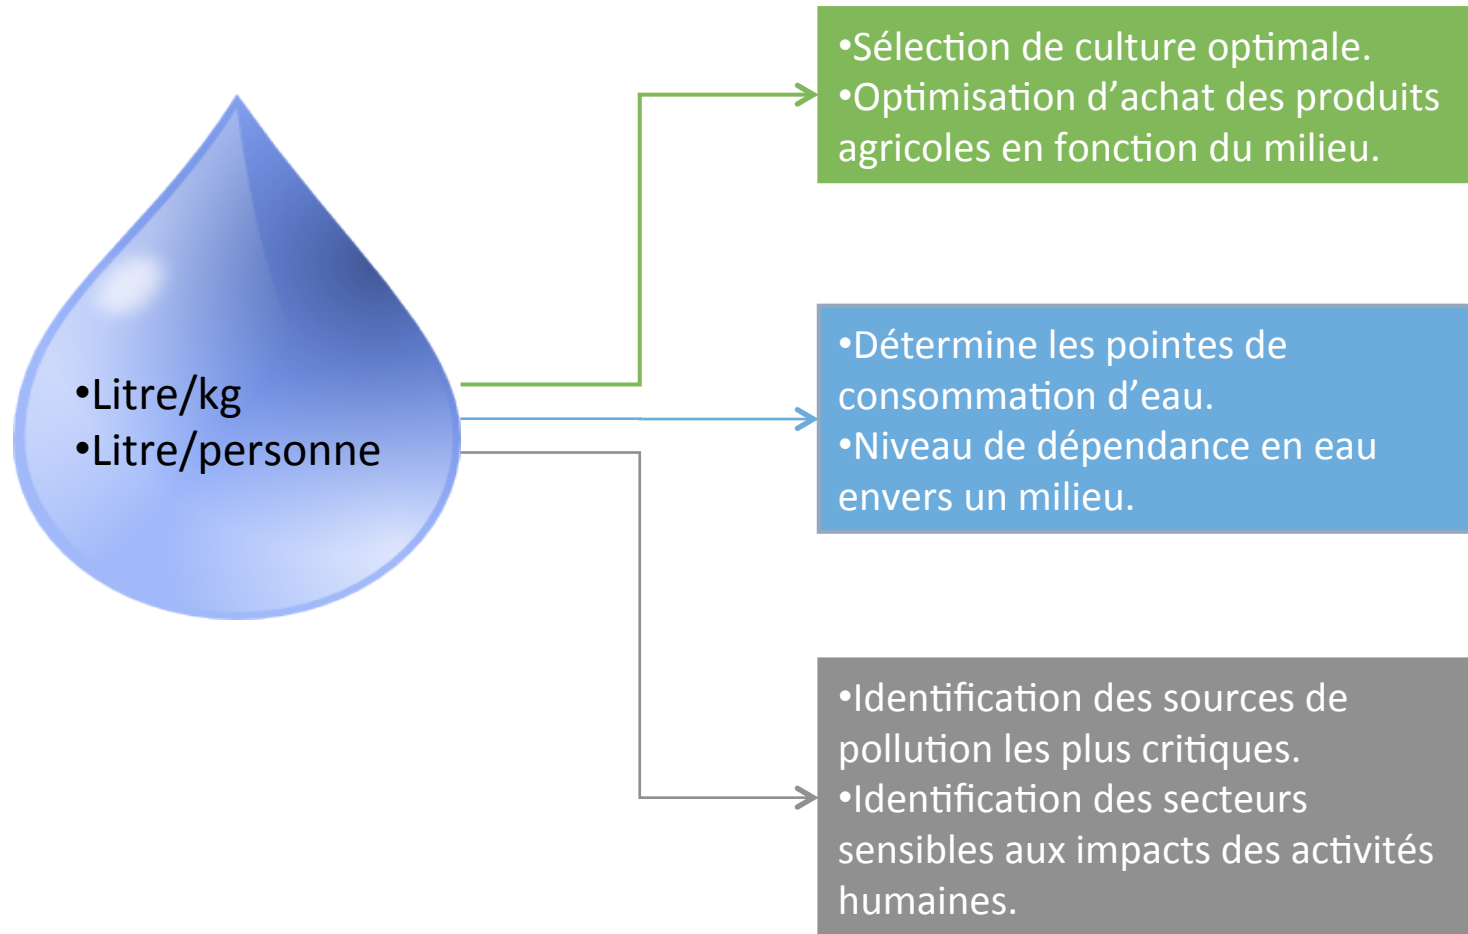 •Litre/kg
•Litre/personne
•Sélection de culture optimale.
•Optimisation d’achat des produits
agricoles en fonction du milieu.
•Détermine les pointes de
consommation d’eau.
•Niveau de dépendance en eau
envers un milieu.
•Identification des sources de
pollution les plus critiques.
•Identification des secteurs
sensibles aux impacts des activités
humaines.